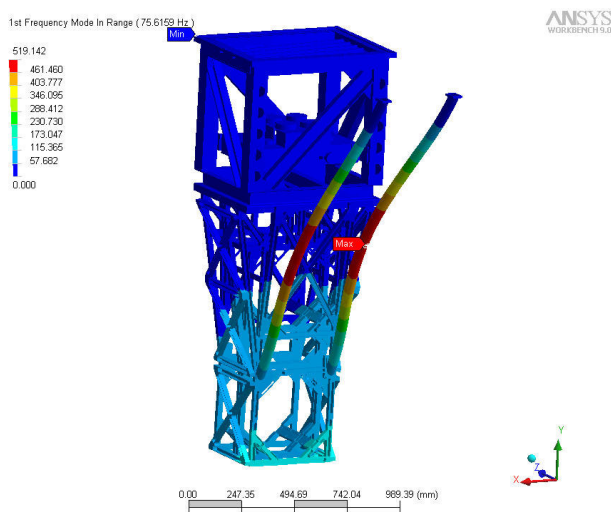 1st Frequency Mode In Range ( 75.6159 Hz )
ANSYS
WORKBENCH 9.0
Min
519.142
461.460
403.777
346.095
288.412
230.730
173.047
115.365
57.682
0.000
Max
Y
Z
X
0.00 247.35 494.69 742.04 989.39 (mm)